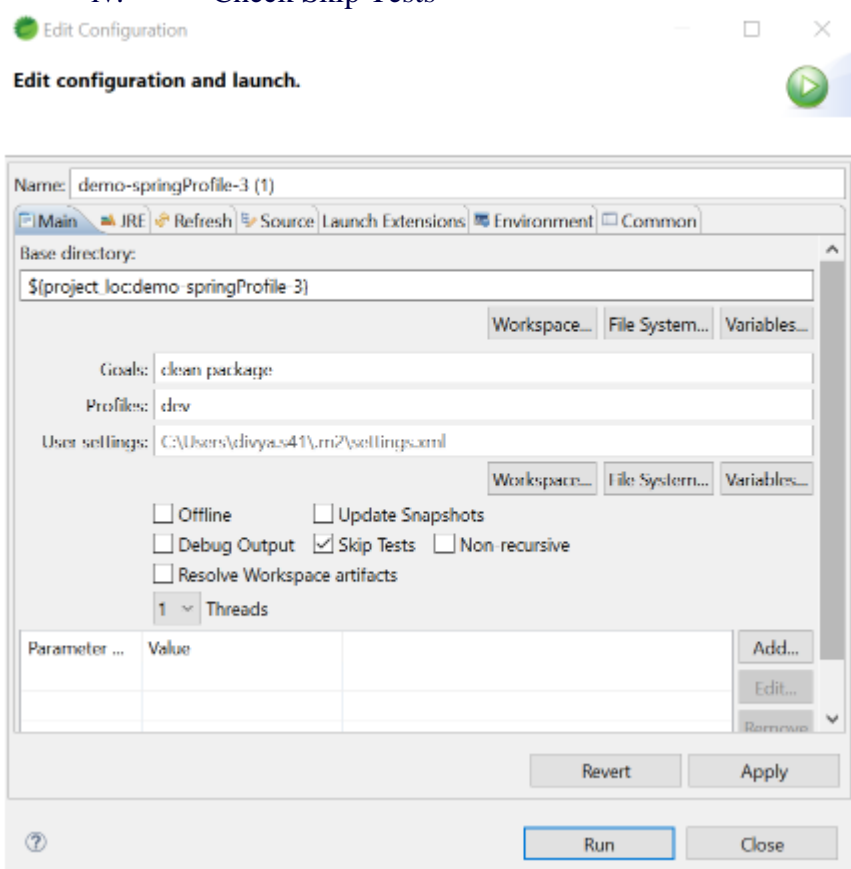 IV. Check Skip Tests
Edit Configuration
Edit configuration and launch.
Name: demo-springProfile-3 (1)
Main JRE Refresh Source Launch Extensions Environment Common
Base directory:
${project_loc:demo-springProfile-3}
Workspace... File System... Variables...
Goals: clean package
Profiles: dev
User settings: C:\Users\divya.s41\.m2\settings.xml
Workspace... File System... Variables...
Offline Update Snapshots
Debug Output Skip Tests Non-recursive
Resolve Workspace artifacts
1 Threads
Parameter ... Value Add...
Edit...
Remove
Revert Apply
Run Close